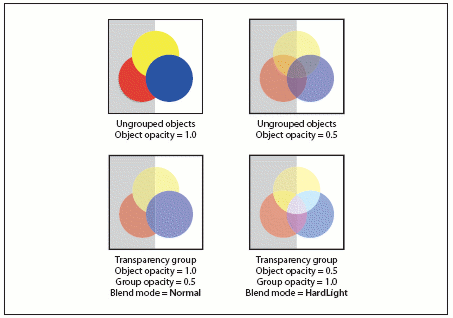 Ungrouped objects
Object opacity = 1.0
Ungrouped objects
Object opacity = 0.5
Transparency group
Object opacity = 1.0
Group opacity = 0.5
Blend mode = Normal
Transparency group
Object opacity = 0.5
Group opacity = 1.0
Blend mode = HardLight